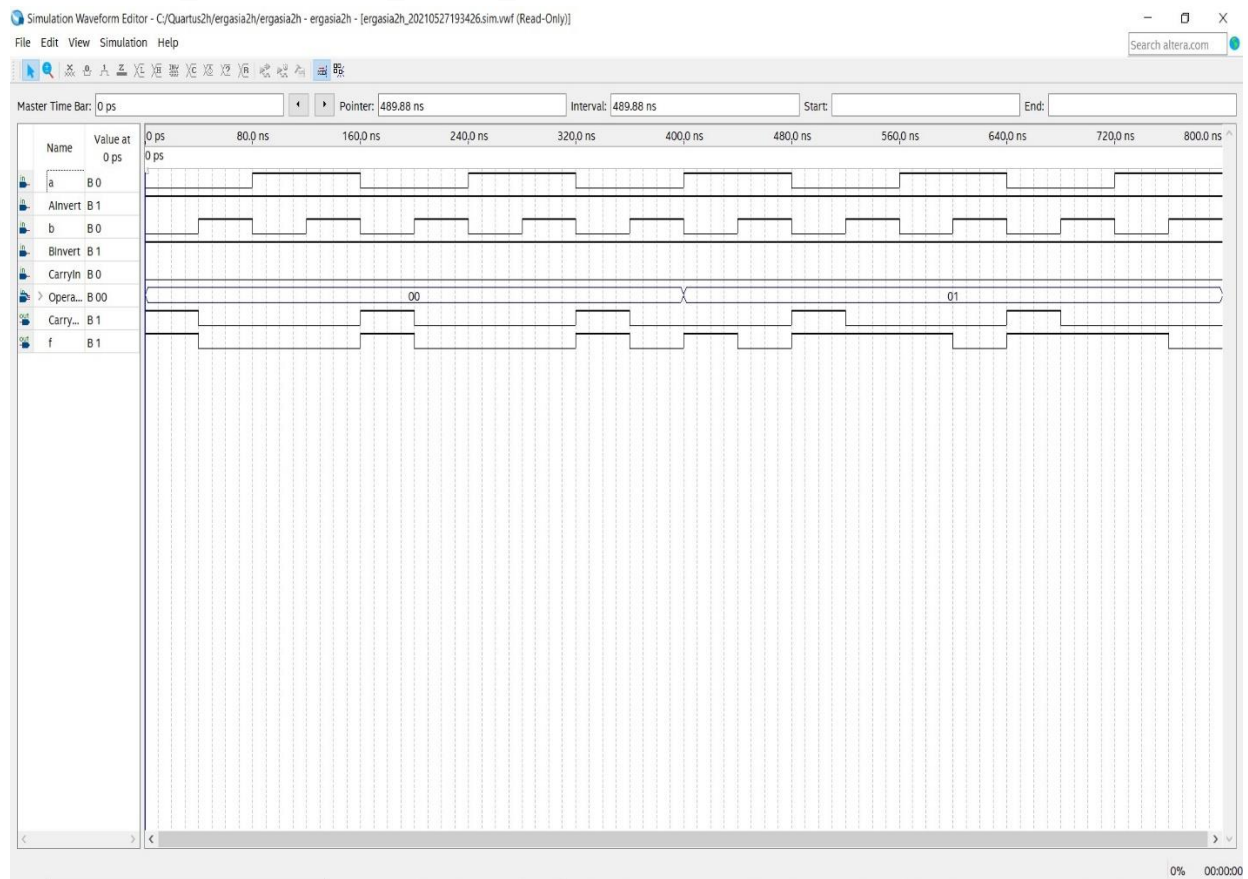 Simulation Waveform Editor - C:/Quartus2h/ergasia2h/ergasia2h - ergasia2h - [ergasia2h_20210527193426.sim.vwf (Read-Only)]
File Edit View Simulation Help
Search altera.com
Master Time Bar: 0 ps Pointer: 489.88 ns Interval: 489.88 ns Start: End:
Name Value at 0 ps
0 ps 80.0 ns 160.0 ns 240.0 ns 320.0 ns 400.0 ns 480.0 ns 560.0 ns 640.0 ns 720.0 ns 800.0 ns
0 ps
a B 0
AInvert B 1
b B 0
BInvert B 1
CarryIn B 0
Opera... B 00 00 01
Carry... B 1
f B 1
0% 00:00:00